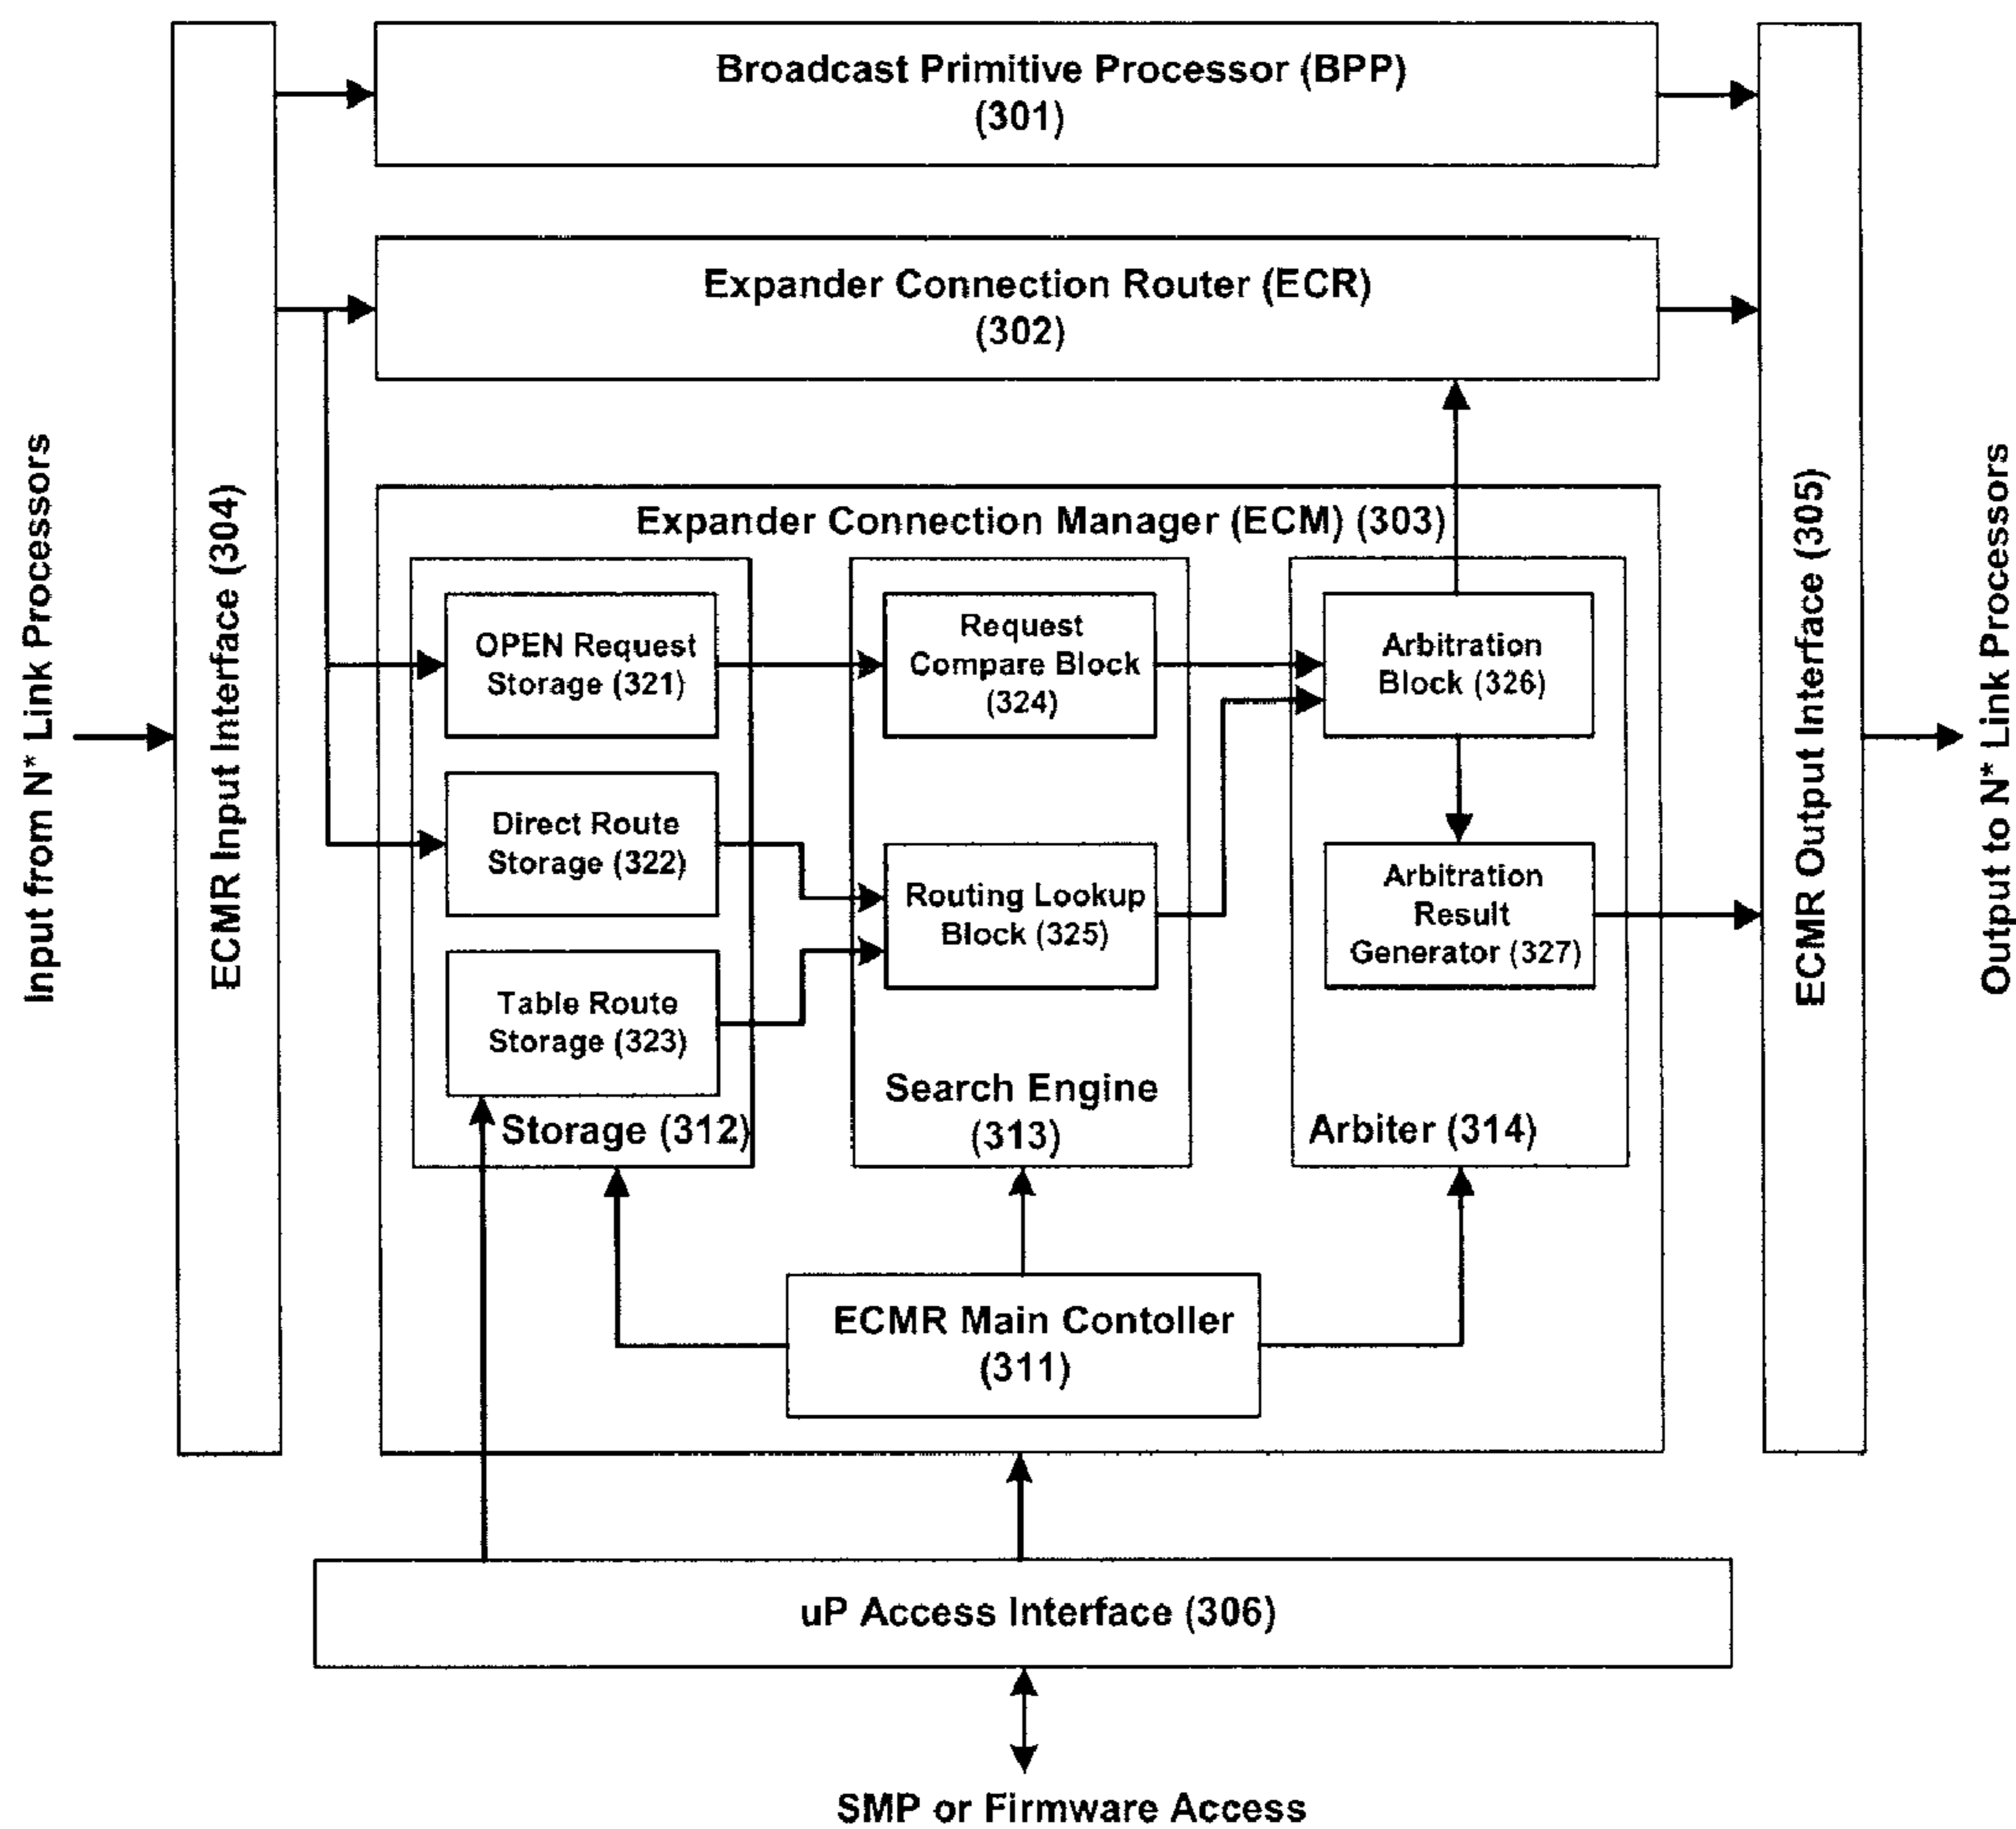 Broadcast Primitive Processor (BPP)
(301)
Expander Connection Router (ECR)
(302)
Input from N* Link Processors
ECMR Input Interface (304)
Expander Connection Manager (ECM) (303)
OPEN Request
Storage (321)
Direct Route
Storage (322)
Table Route
Storage (323)
Storage (312)
Request
Compare Block
(324)
Routing Lookup
Block (325)
Search Engine
(313)
Arbitration
Block (326)
Arbitration
Result
Generator (327)
Arbiter (314)
ECMR Main Contoller
(311)
ECMR Output Interface (305)
Output to N* Link Processors
uP Access Interface (306)
SMP or Firmware Access